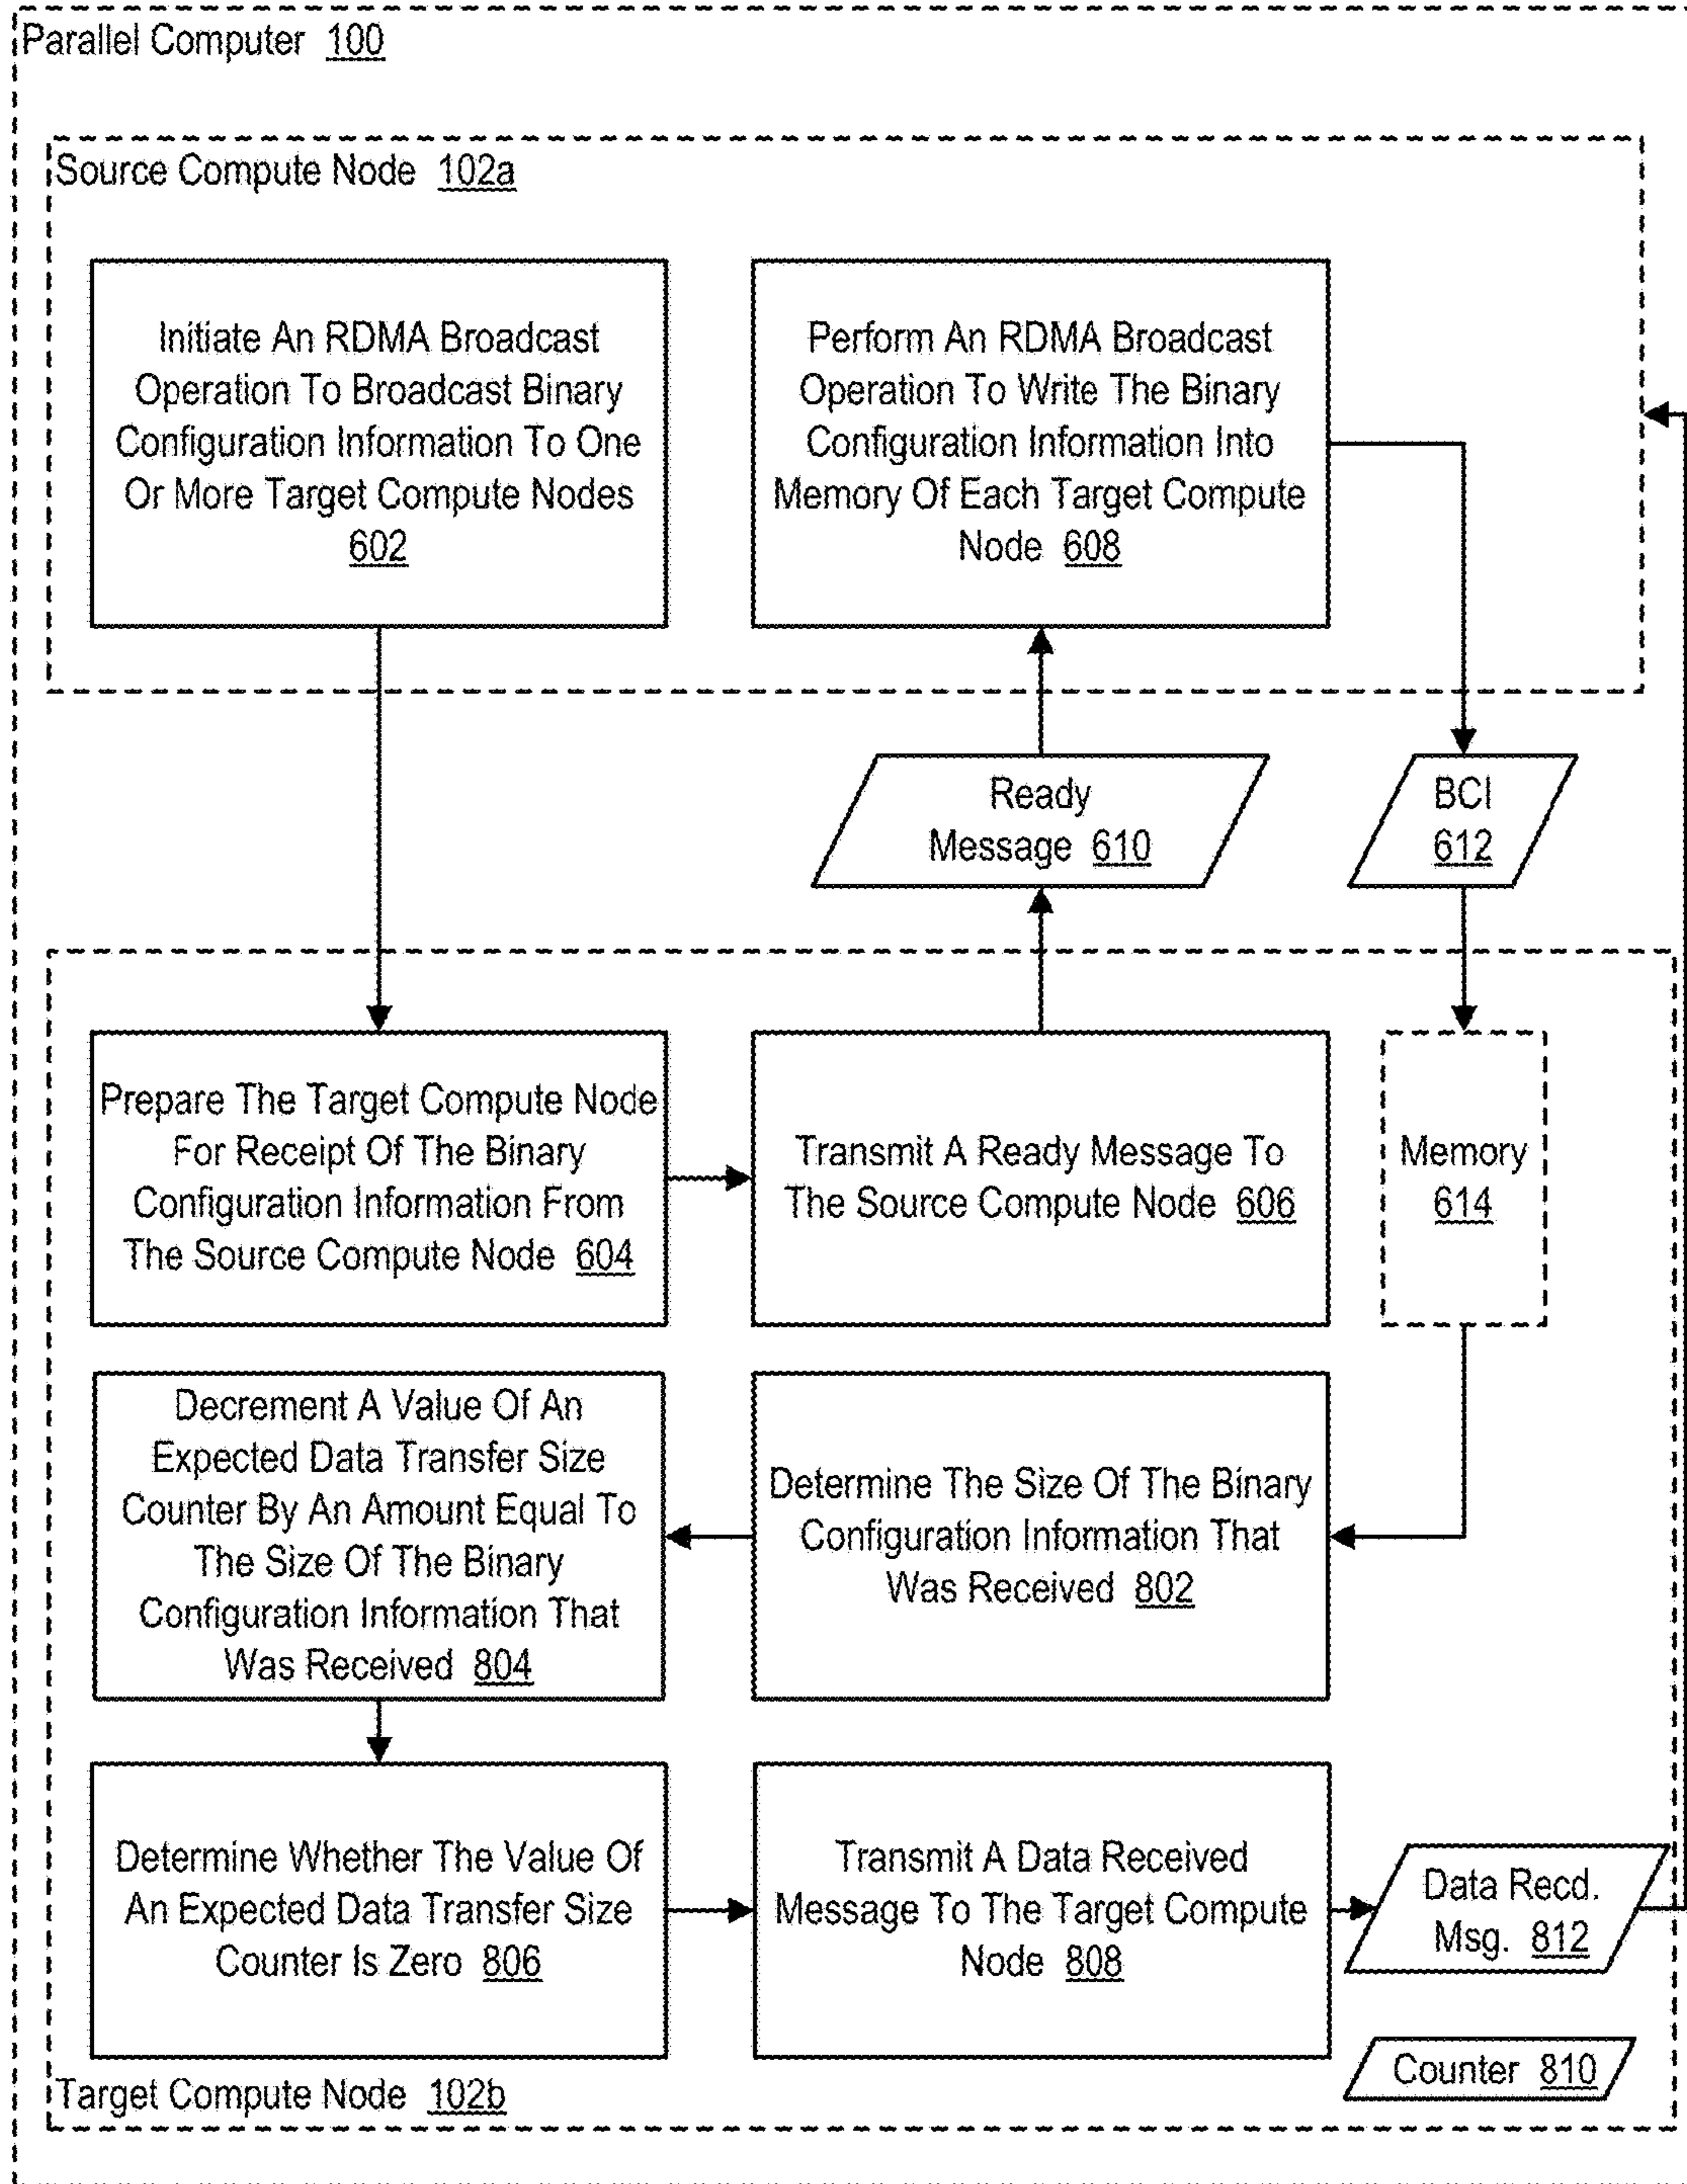 Parallel Computer 100
Source Compute Node 102a
Initiate An RDMA Broadcast
Operation To Broadcast Binary
Configuration Information To One
Or More Target Compute Nodes
602
Perform An RDMA Broadcast
Operation To Write The Binary
Configuration Information Into
Memory Of Each Target Compute
Node 608
Ready
Message 610
BCI
612
Prepare The Target Compute Node
For Receipt Of The Binary
Configuration Information From
The Source Compute Node 604
Transmit A Ready Message To
The Source Compute Node 606
Memory
614
Decrement A Value Of An
Expected Data Transfer Size
Counter By An Amount Equal To
The Size Of The Binary
Configuration Information That
Was Received 804
Determine The Size Of The Binary
Configuration Information That
Was Received 802
Determine Whether The Value Of
An Expected Data Transfer Size
Counter Is Zero 806
Transmit A Data Received
Message To The Target Compute
Node 808
Data Recd.
Msg. 812
Counter 810
Target Compute Node 102b